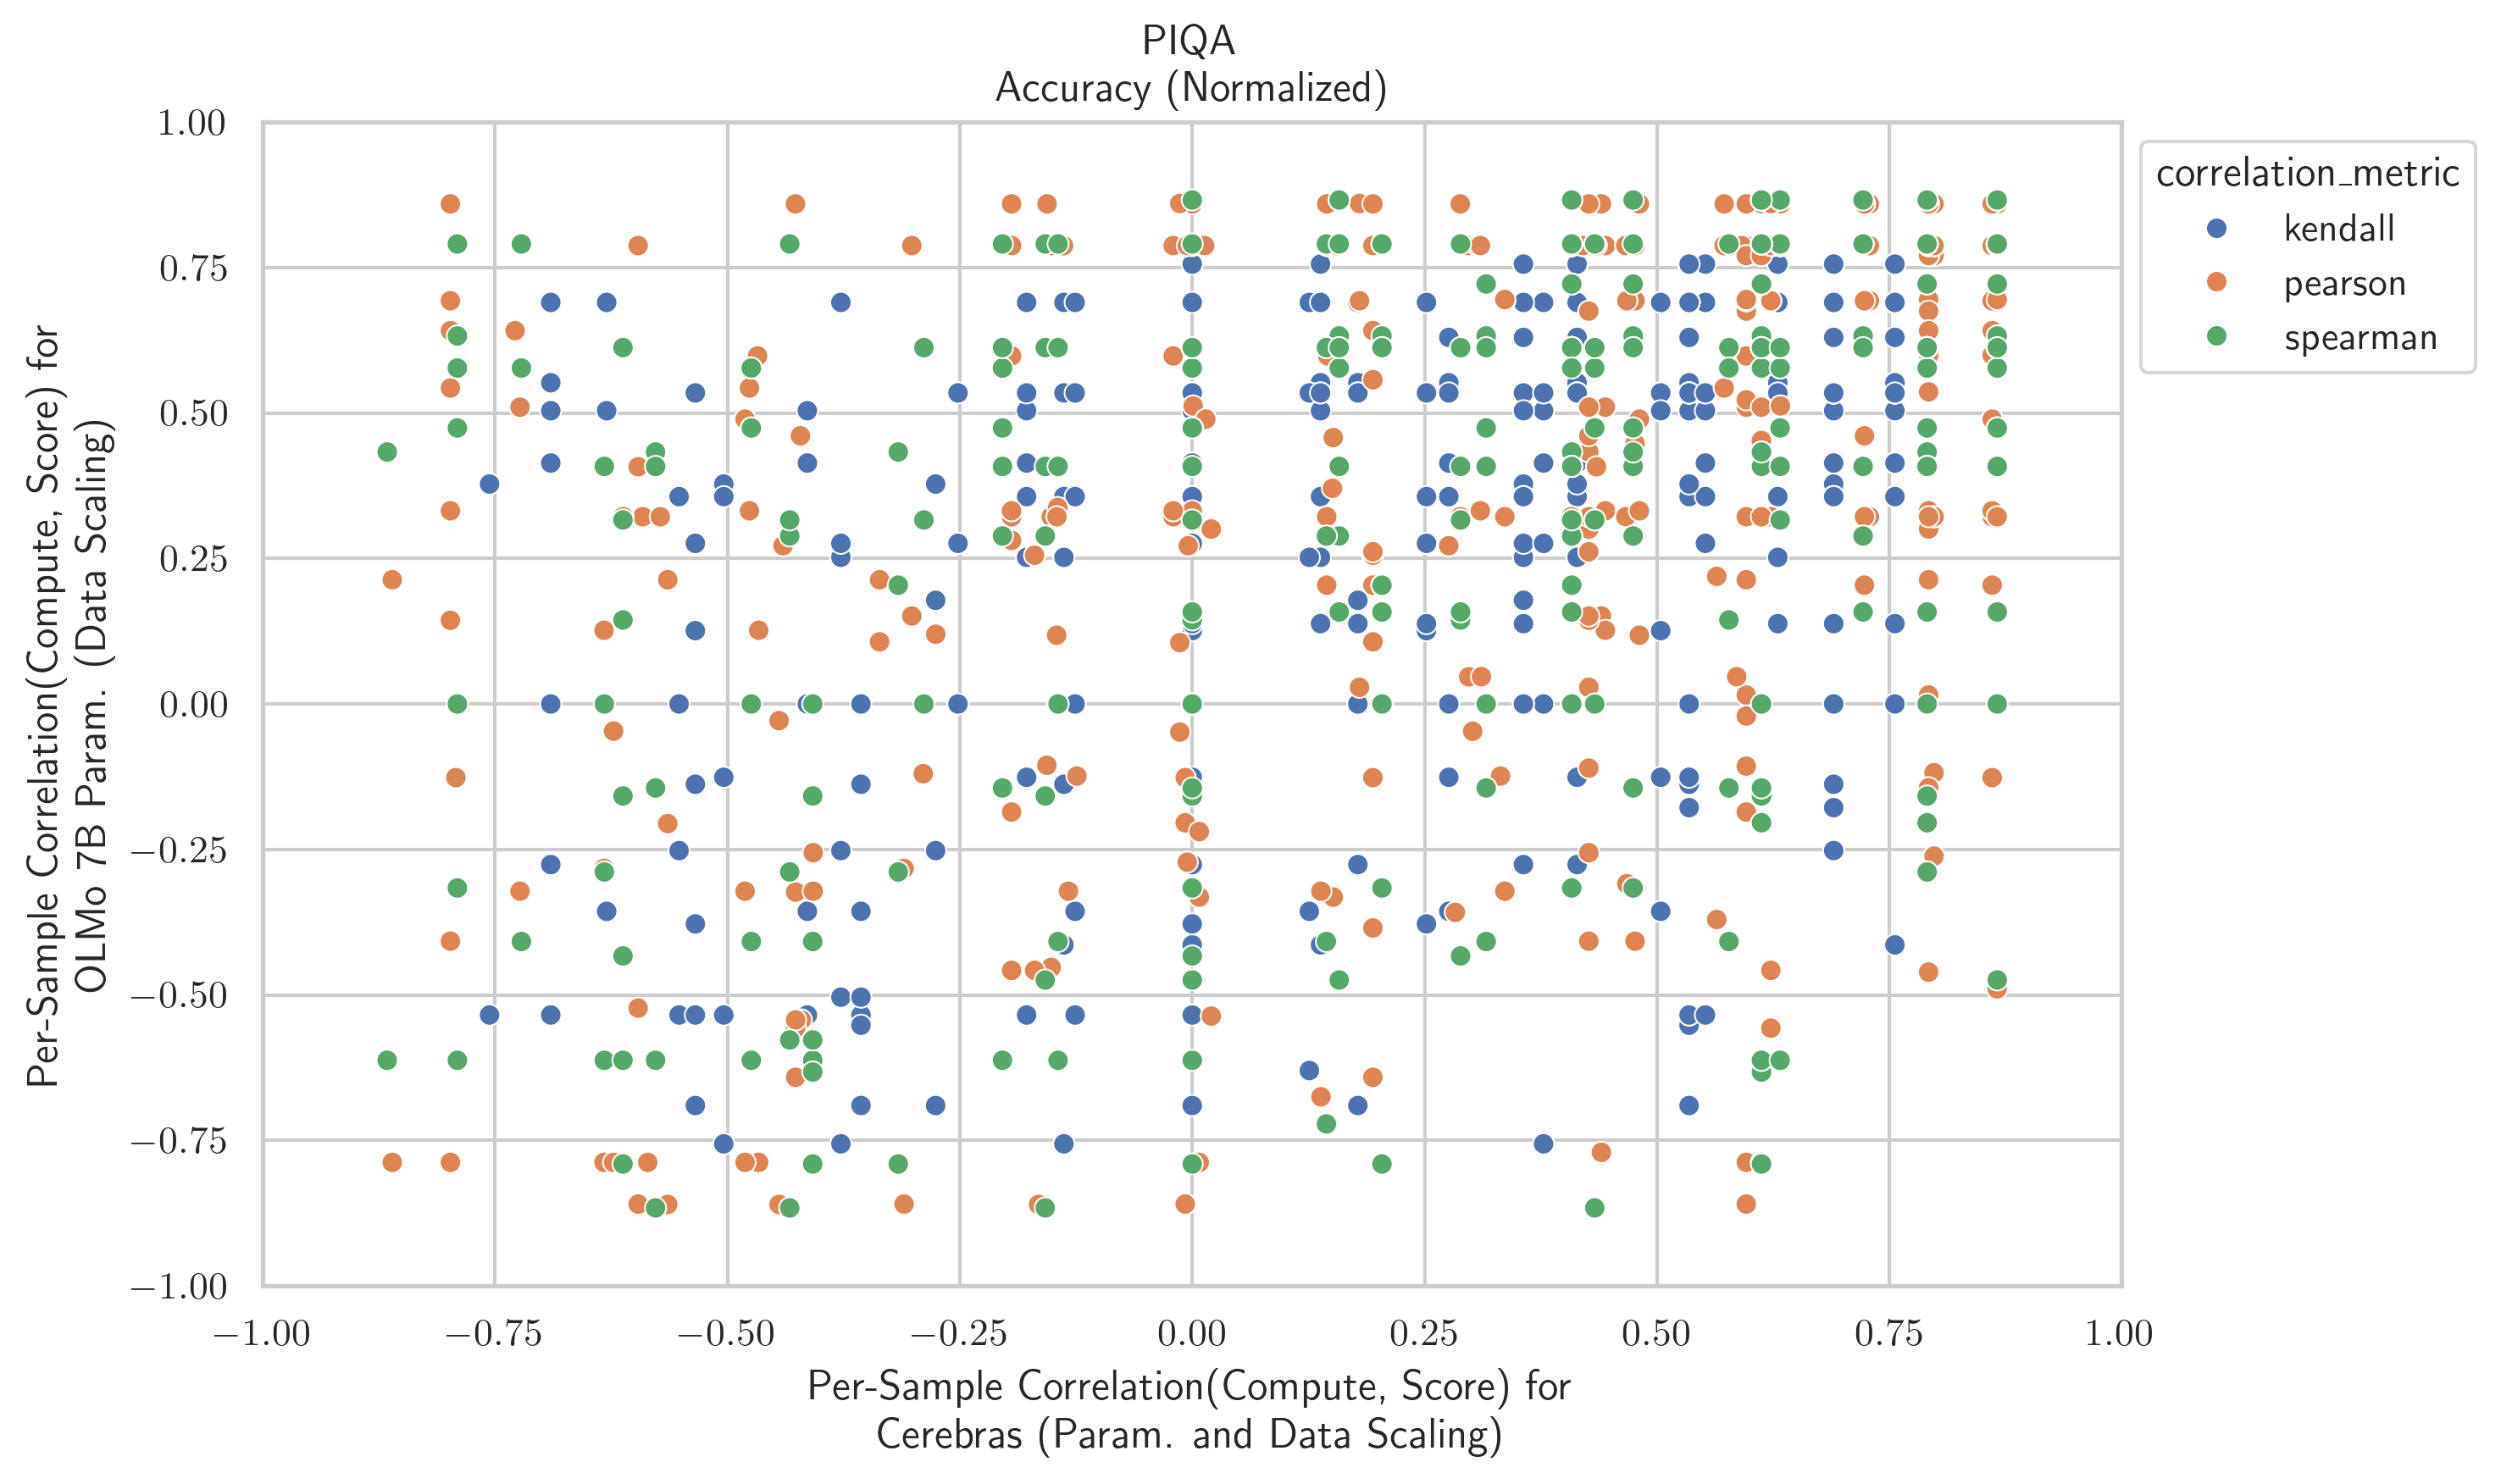 PIQA
Accuracy (Normalized)
Per-Sample Correlation(Compute, Score) for
OLMo 7B Param. (Data Scaling)
1.00
0.75
0.50
0.25
0.00
−0.25
−0.50
−0.75
−1.00
−1.00 −0.75 −0.50 −0.25 0.00 0.25 0.50 0.75 1.00
Per-Sample Correlation(Compute, Score) for
Cerebras (Param. and Data Scaling)
correlation_metric
kendall
pearson
spearman